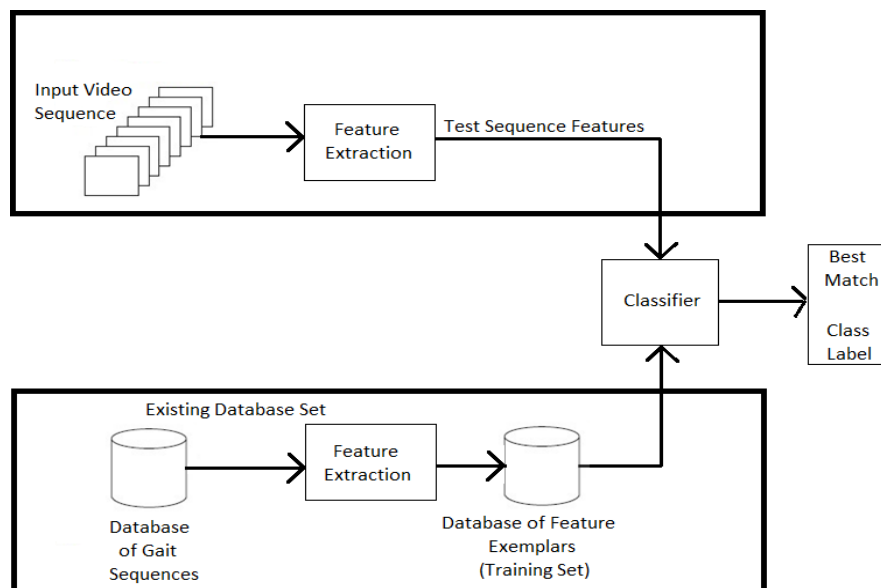 Input Video
Sequence
Feature
Extraction
Test Sequence Features
Classifier
Best
Match
Class
Label
Existing Database Set
Database
of Gait
Sequences
Feature
Extraction
Database of Feature
Exemplars
(Training Set)